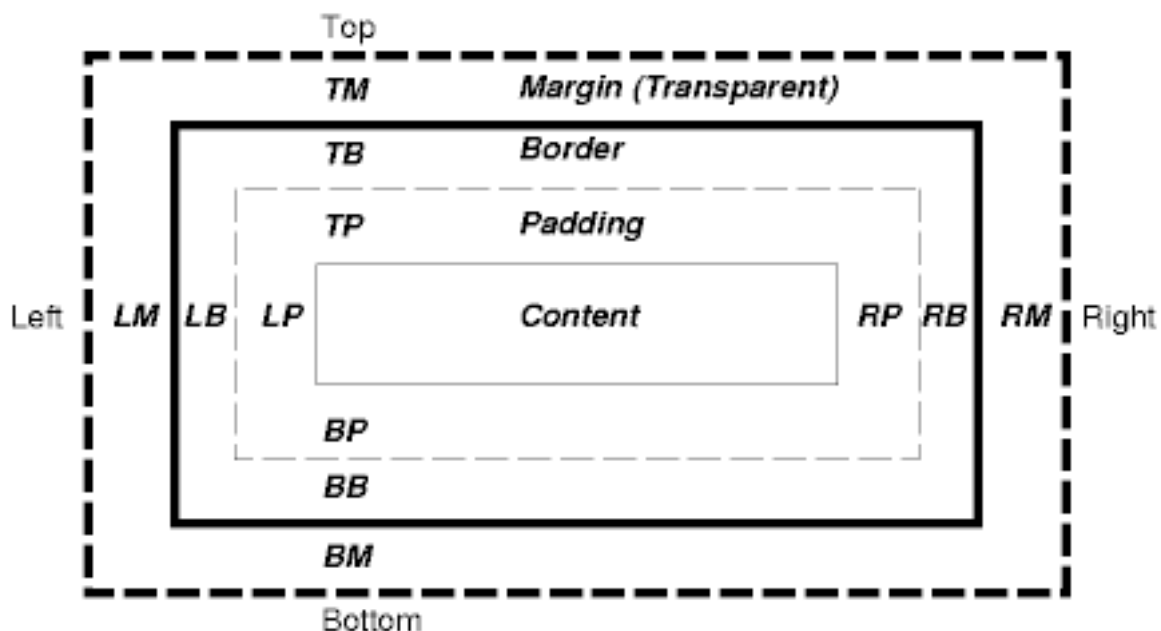 Top
TM Margin (Transparent)
TB Border
TP Padding
Left LM LB LP Content RP RB RM Right
BP
BB
BM
Bottom